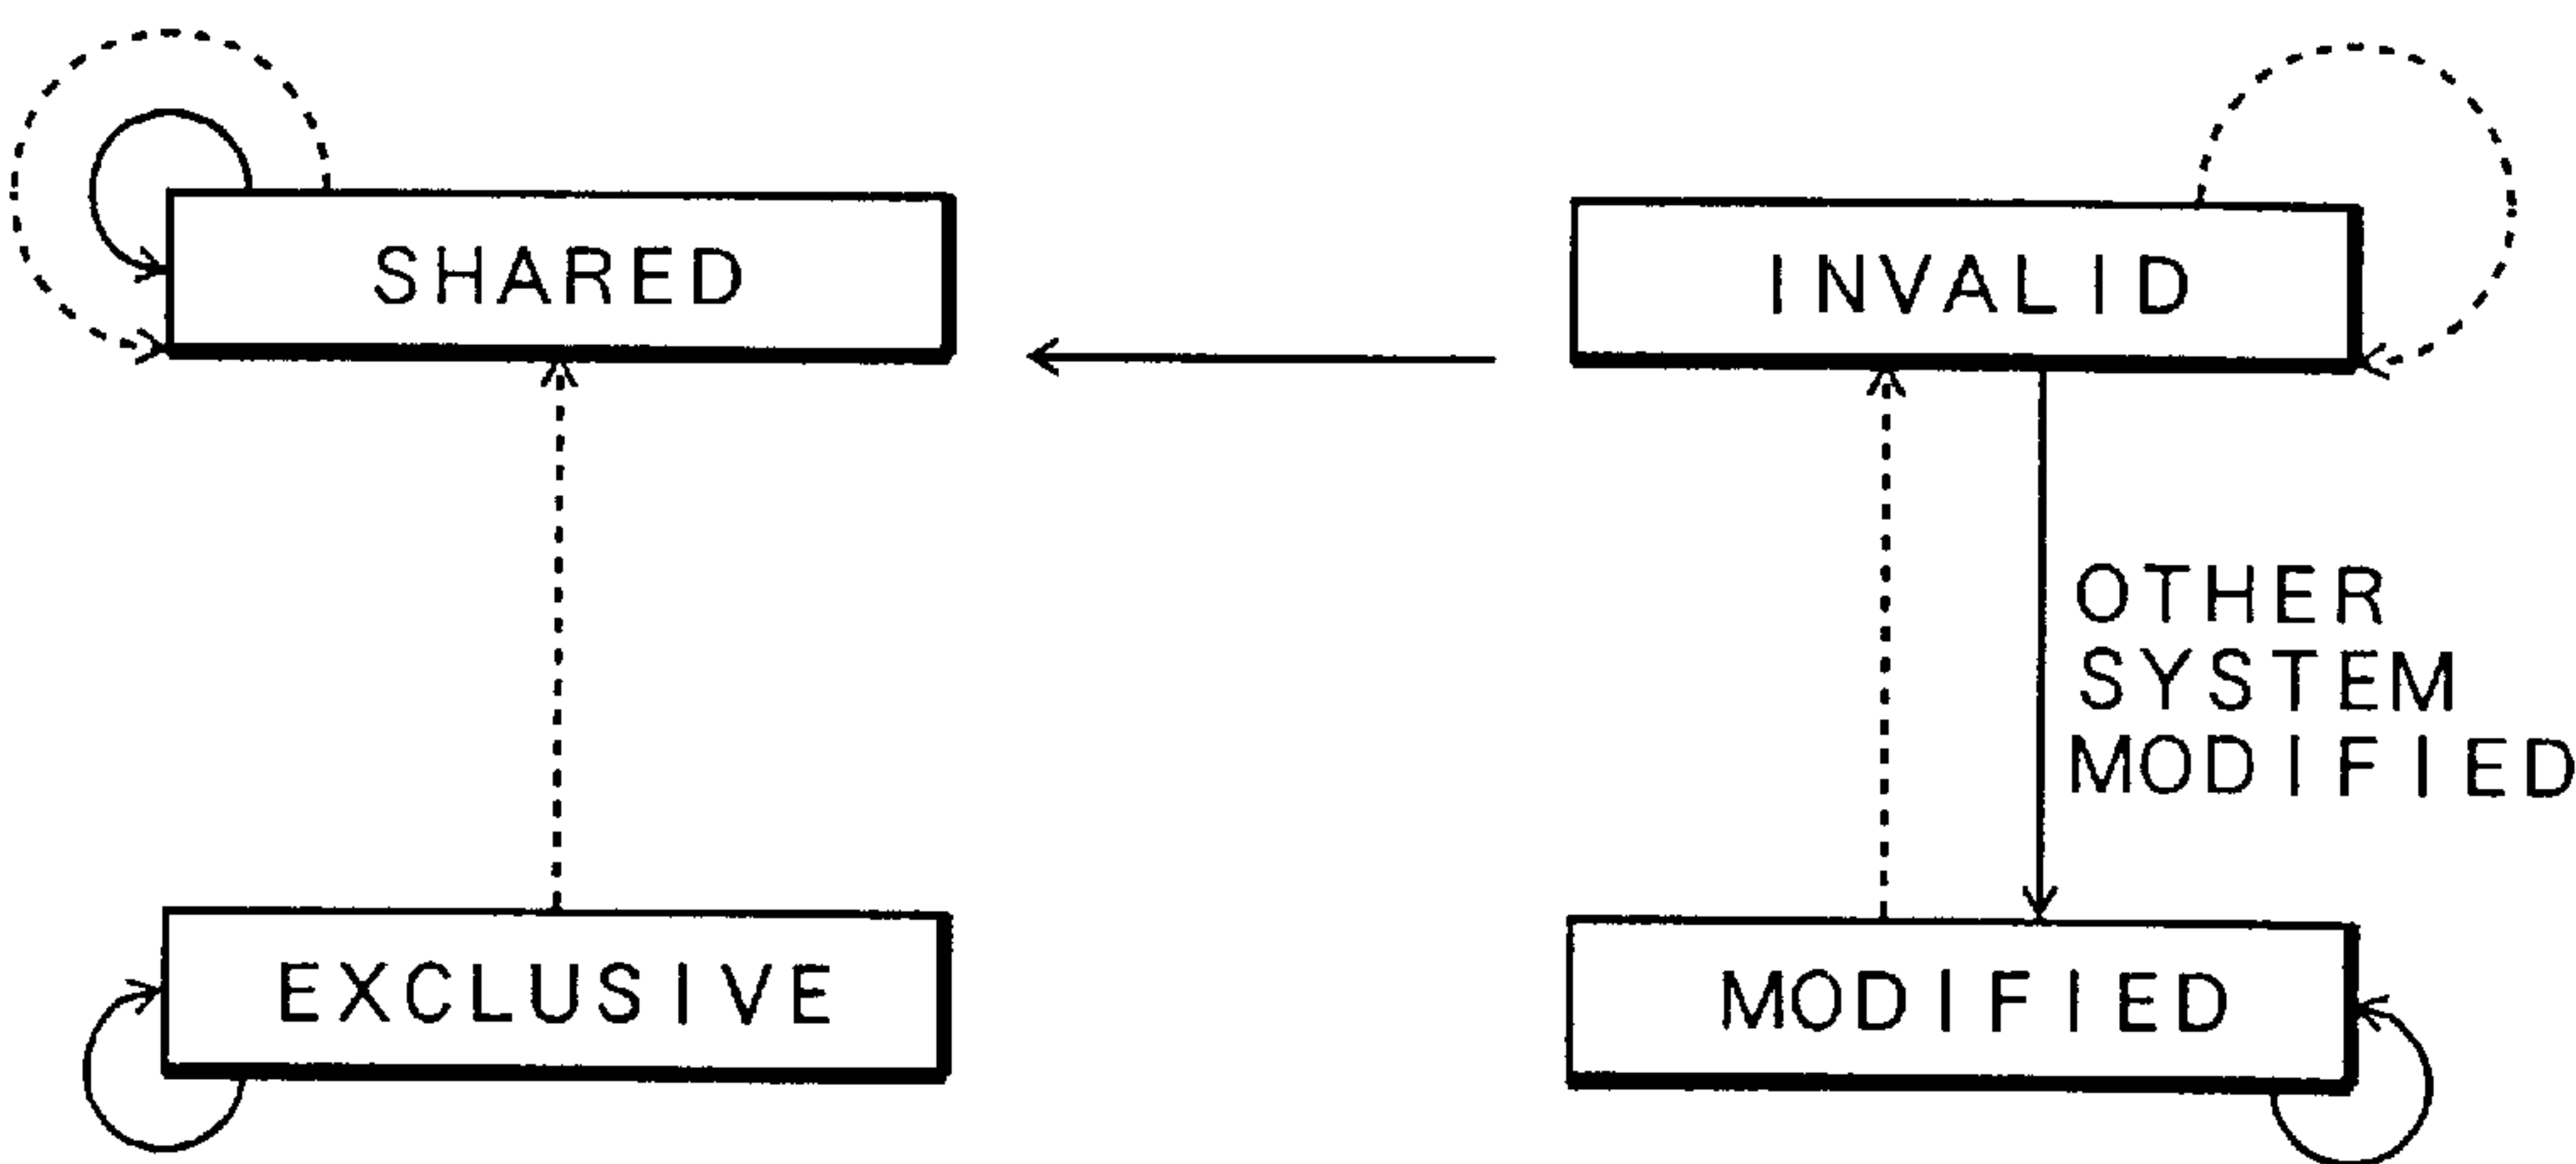 SHARED
INVALID
OTHER
SYSTEM
MODIFIED
EXCLUSIVE
MODIFIED